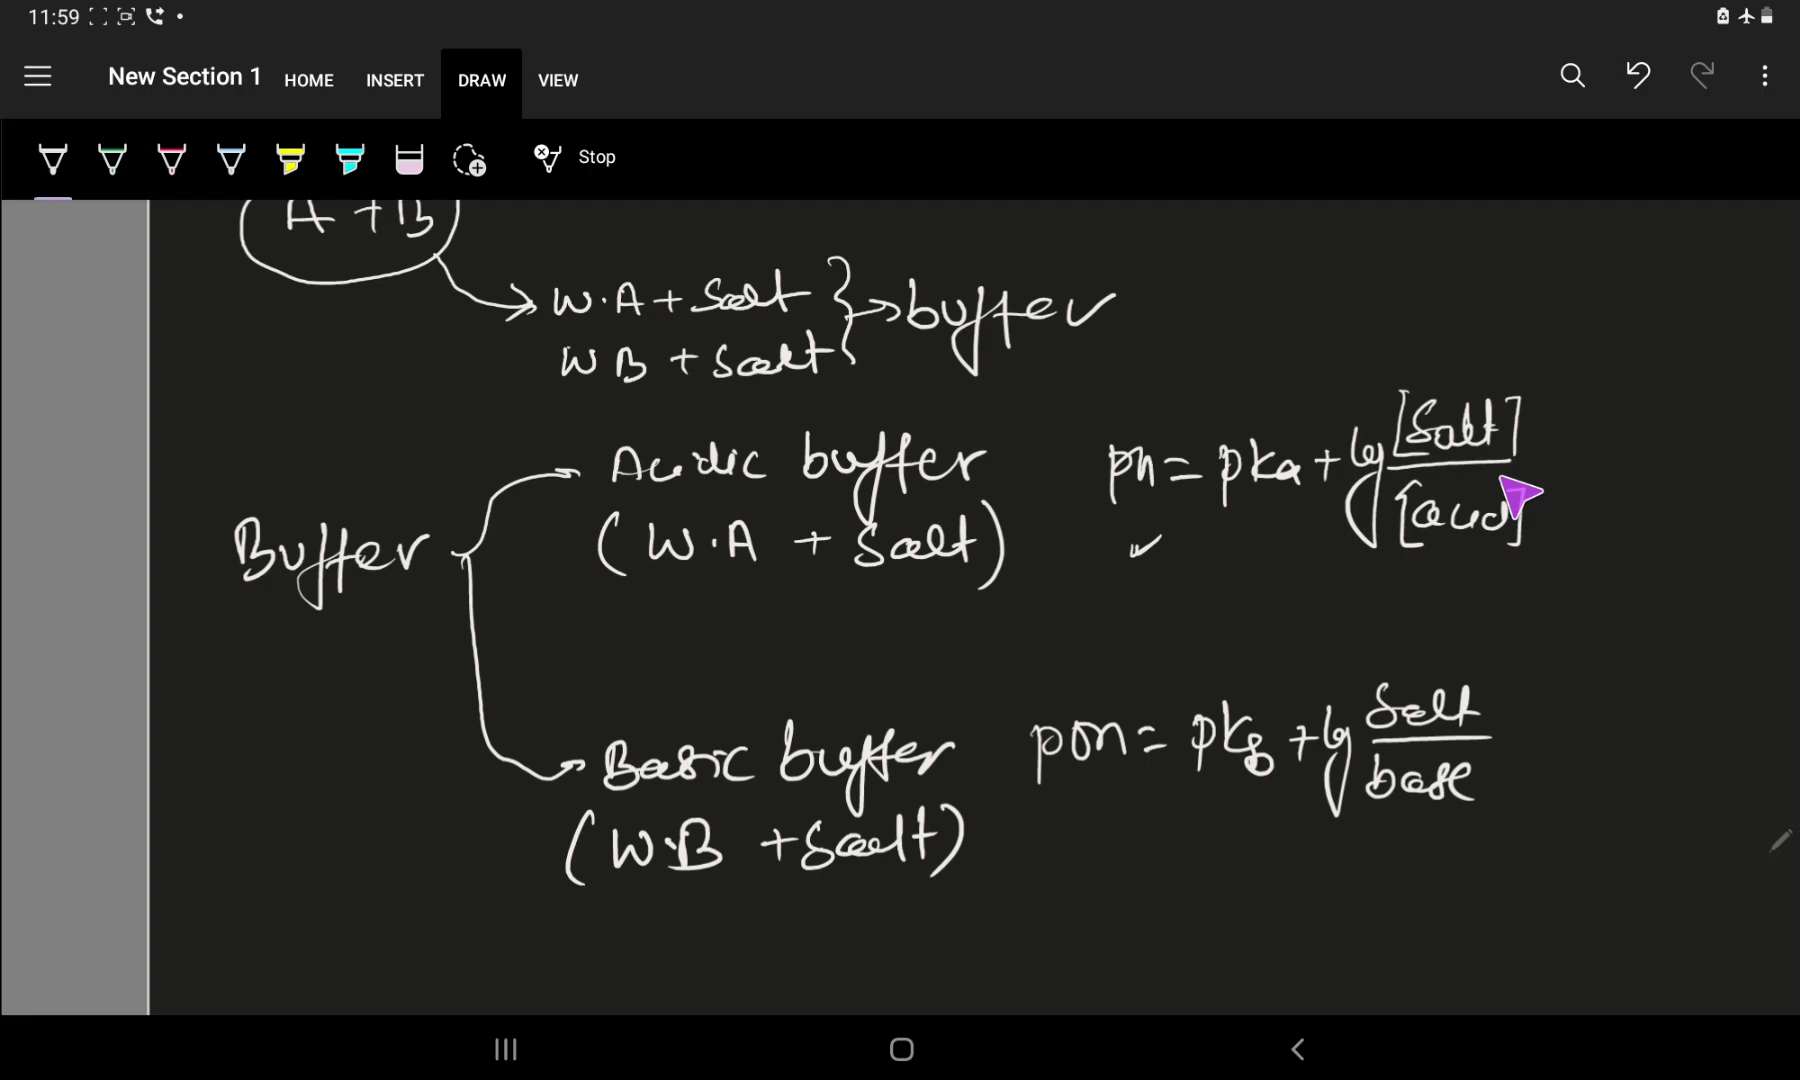 11:59
New Section 1 HOME INSERT DRAW VIEW
Stop
A + B
W.A + Salt
WB + Salt
buffer
Acidic buffer
(W.A + Salt)
pH = pka + log [Salt]
[acid]
Buffer
Basic buffer
(W.B + Salt)
pOH = pKb + log Salt
base